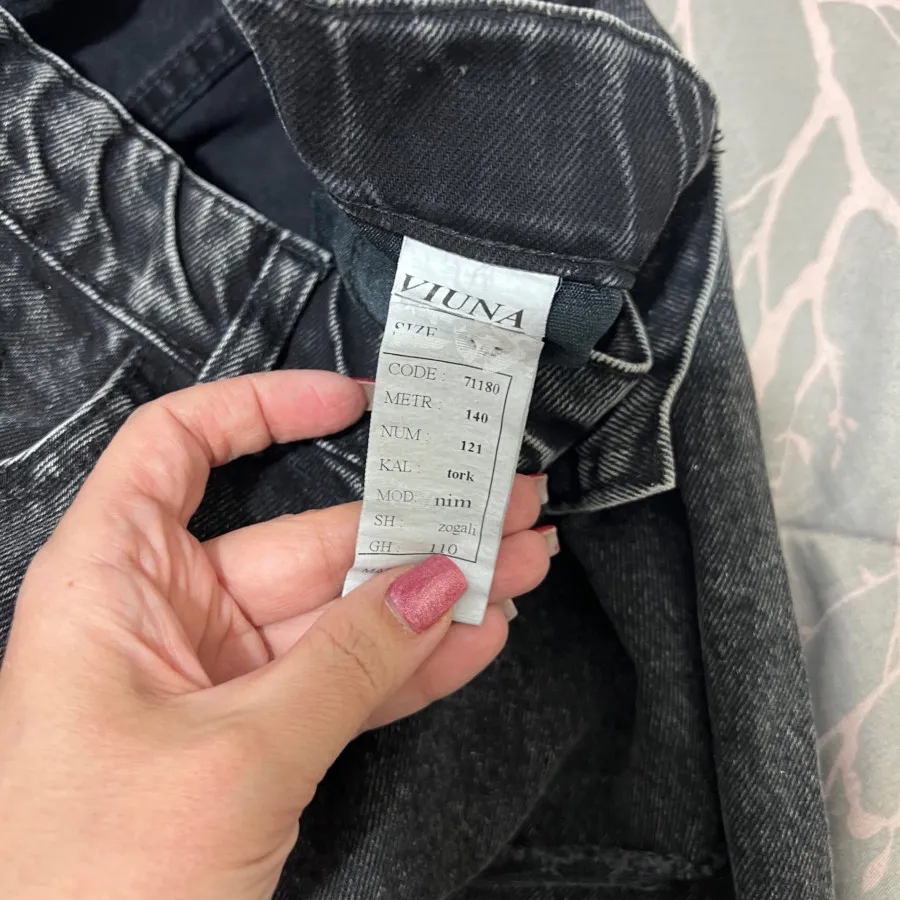 VIUNA
SIZE
CODE : 71180
METR : 140
NUM : 121
KAL : tork
MOD: nim
SH : zogali
GH : 110